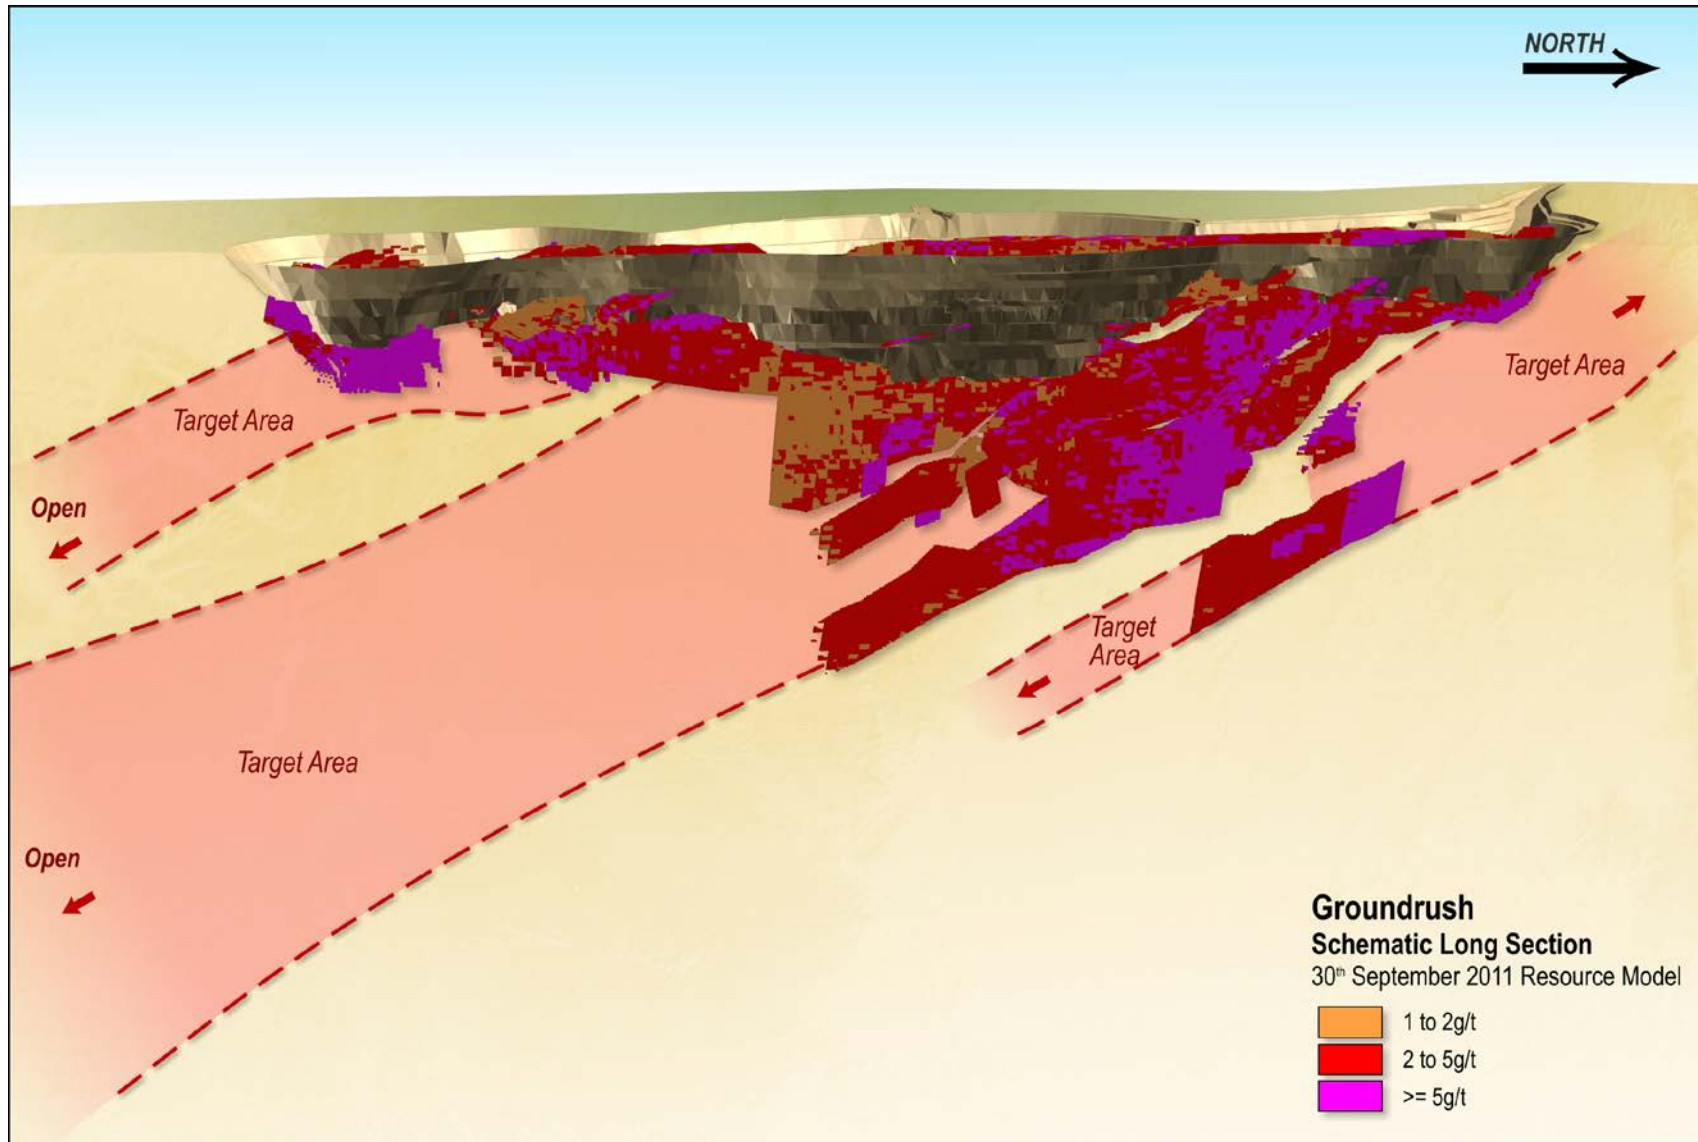 NORTH
Target Area
Target Area
Open
Target
Area
Target Area
Open
Groundrush
Schematic Long Section
30th September 2011 Resource Model
1 to 2g/t
2 to 5g/t
>= 5g/t